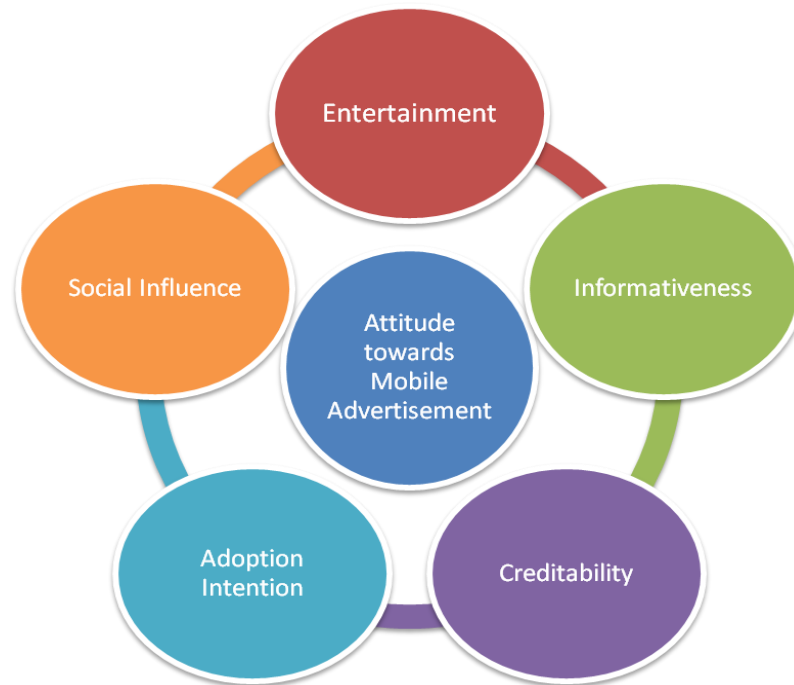 Entertainment
Social Influence
Informativeness
Attitude
towards
Mobile
Advertisement
Adoption
Intention
Creditability